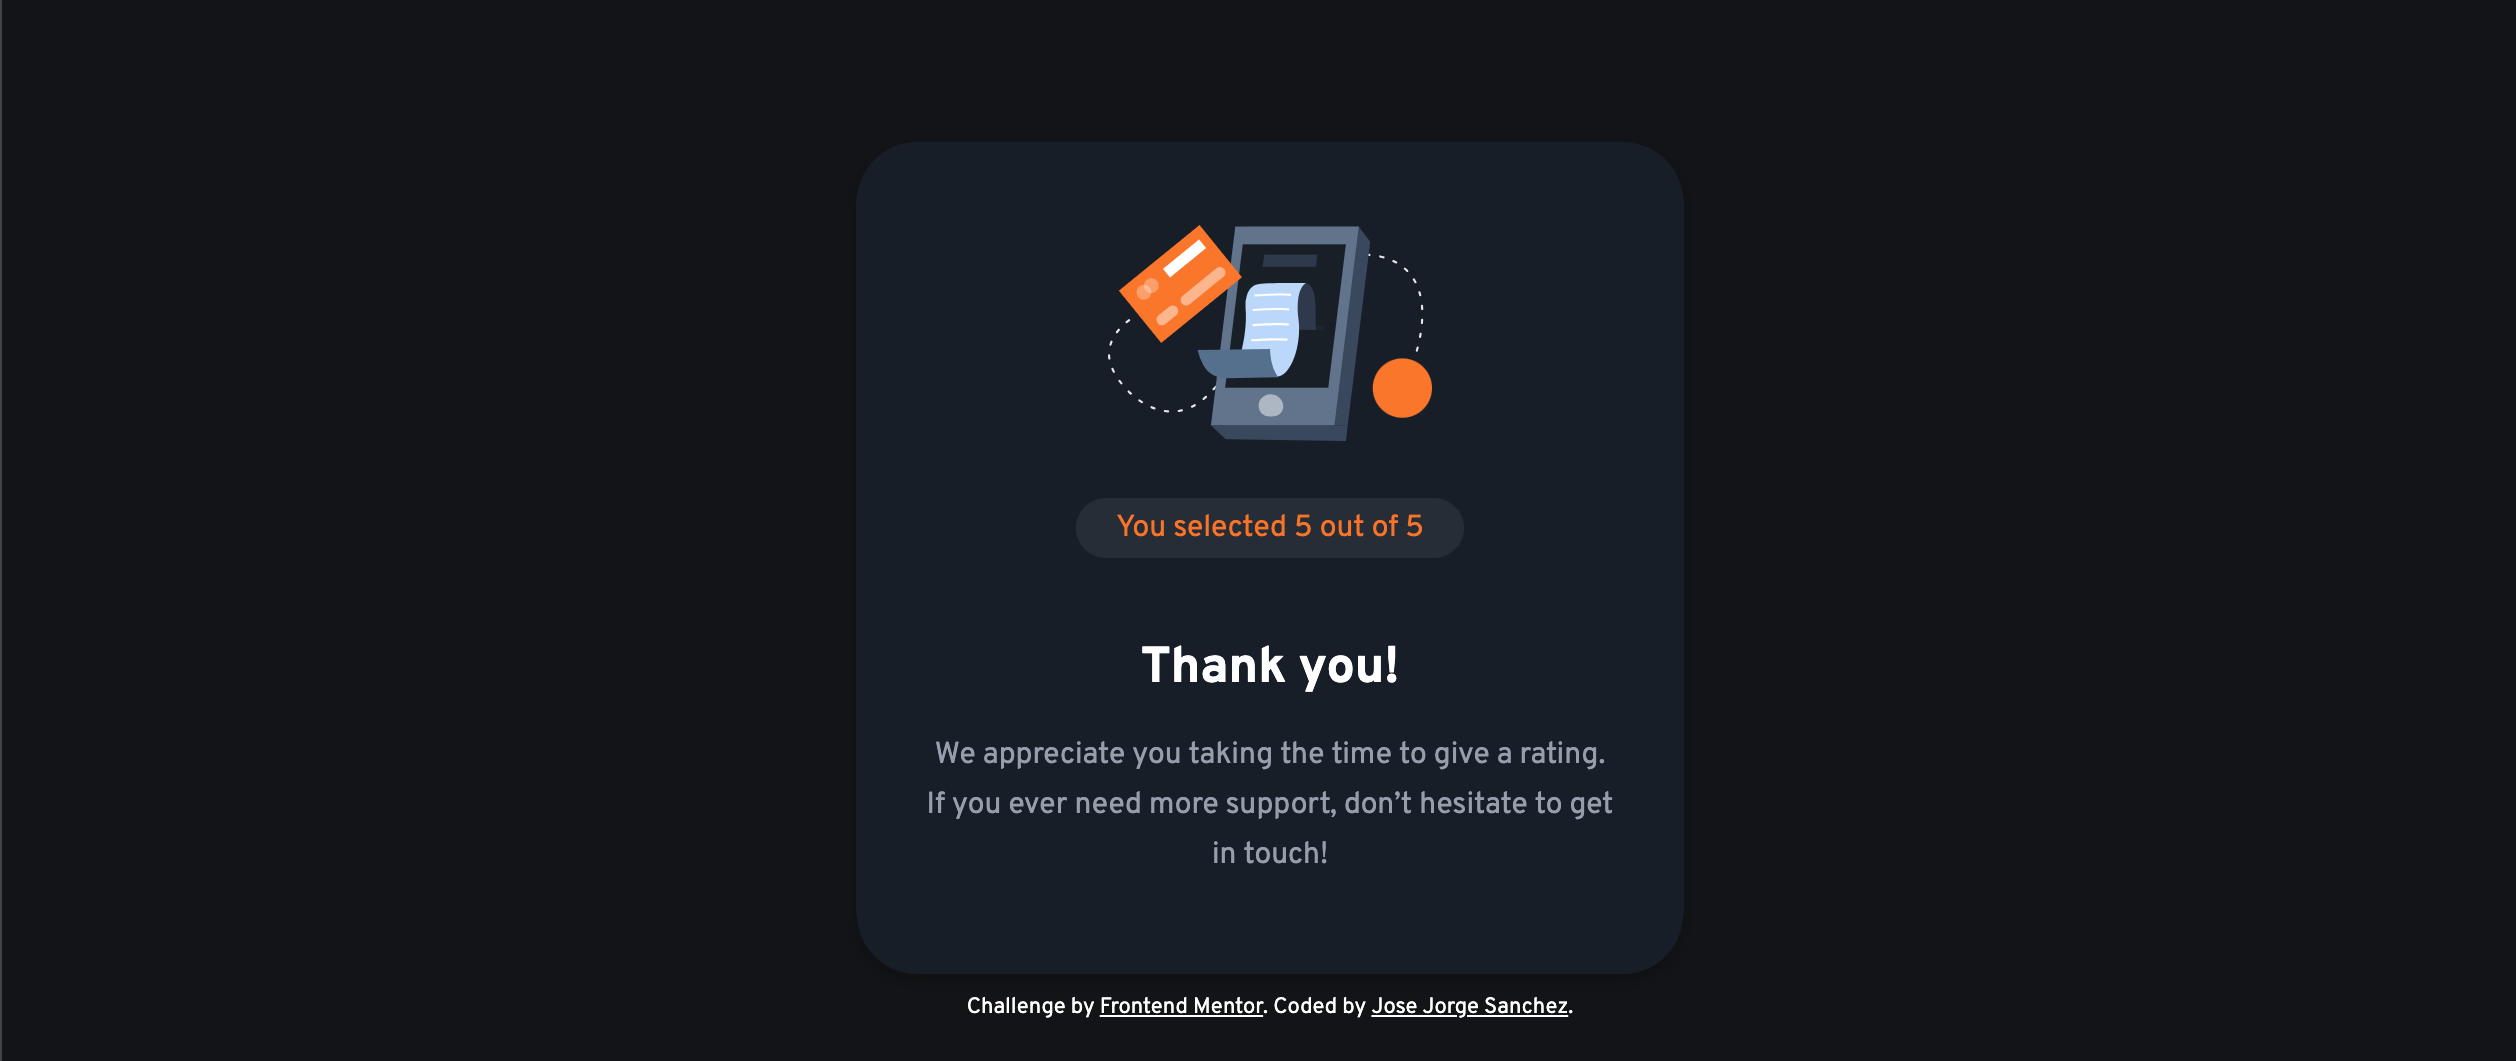 You selected 5 out of 5
Thank you!
We appreciate you taking the time to give a rating.
If you ever need more support, don’t hesitate to get
in touch!
Challenge by Frontend Mentor. Coded by Jose Jorge Sanchez.